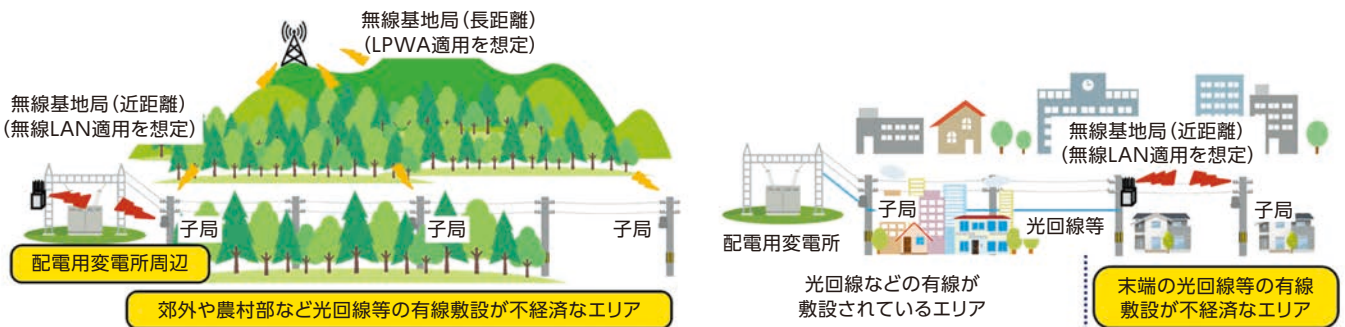 無線基地局（長距離）
（LPWA適用を想定）
無線基地局（近距離）
（無線LAN適用を想定）
子局
子局
子局
配電用変電所周辺
郊外や農村部など光回線等の有線敷設が不経済なエリア
無線基地局（近距離）
（無線LAN適用を想定）
子局
子局
光回線等
配電用変電所
光回線などの有線が
敷設されているエリア
末端の光回線等の有線
敷設が不経済なエリア